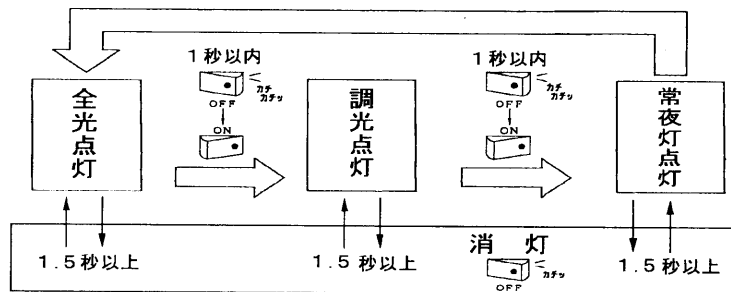 1秒以内
カチ
カチッ
OFF
ON
1秒以内
カチ
カチッ
OFF
ON
全光点灯
調光点灯
常夜灯点灯
消 灯
カチッ
OFF
1.5秒以上
1.5秒以上
1.5秒以上